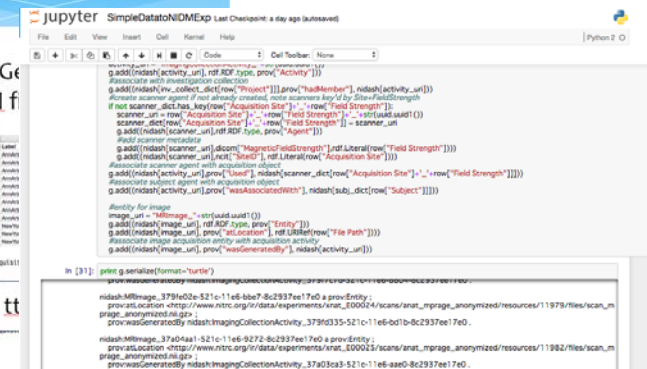 jupyter SimpleDatatoNIDMExp Last Checkpoint: a day ago (autosaved)
File Edit View Insert Cell Kernel Help
Python 2
Code Cell Toolbar: None
g.add((nidash[activity_uri], rdf.RDF.type, prov["Activity"]))
#associate with investigation collection
g.add((nidash[inv_collect_dict[row["Project"]]],prov["hadMember"], nidash[activity_uri]))
#create scanner agent if not already created, note scanners key'd by Site+FieldStrength
if not scanner_dict.has_key(row["Acquisition Site"]+'_'+row["Field Strength"]):
scanner_uri = row["Acquisition Site"]+'_'+row["Field Strength"]+'_'+str(uuid.uuid1())
scanner_dict[row["Acquisition Site"]+'_'+row["Field Strength"]] = scanner_uri
g.add((nidash[scanner_uri],rdf.RDF.type, prov["Agent"]))
#add scanner metadata
g.add((nidash[scanner_uri],dicom["MagneticFieldStrength"],rdf.Literal(row["Field Strength"])))
g.add((nidash[scanner_uri],ncit["SiteID"], rdf.Literal(row["Acquisition Site"])))
#associate scanner agent with acquisition object
g.add((nidash[activity_uri],prov["Used"], nidash[scanner_dict[row["Acquisition Site"]+'_'+row["Field Strength"]]]))
#associate subject agent with acquisition object
g.add((nidash[activity_uri],prov["wasAssociatedWith"], nidash[subj_dict[row["Subject"]]]))
#entity for image
image_uri = "MRImage_"+str(uuid.uuid1())
g.add((nidash[image_uri], rdf.RDF.type, prov["Entity"]))
g.add((nidash[image_uri], prov["atLocation"], rdf.URIRef(row["File Path"])))
#associate image acquisition entity with acquisition activity
g.add((nidash[image_uri], prov["wasGeneratedBy"], nidash[activity_uri]))
In [31]: print g.serialize(format='turtle')
nidash:MRImage_379fe02e-521c-11e6-bbe7-8c2937ee17e0 a prov:Entity ;
prov:atLocation <http://www.nitrc.org/ir/data/experiments/xnat_E00024/scans/anat_mprage_anonymized/resources/11979/files/scan_m
prage_anonymized.nii.gz> ;
prov:wasGeneratedBy nidash:ImagingCollectionActivity_379fd335-521c-11e6-bd1b-8c2937ee17e0 .
nidash:MRImage_37a04aa1-521c-11e6-9272-8c2937ee17e0 a prov:Entity ;
prov:atLocation <http://www.nitrc.org/ir/data/experiments/xnat_E00025/scans/anat_mprage_anonymized/resources/11982/files/scan_m
prage_anonymized.nii.gz> ;
prov:wasGeneratedBy nidash:ImagingCollectionActivity_37a03ca3-521c-11e6-aae0-8c2937ee17e0 .